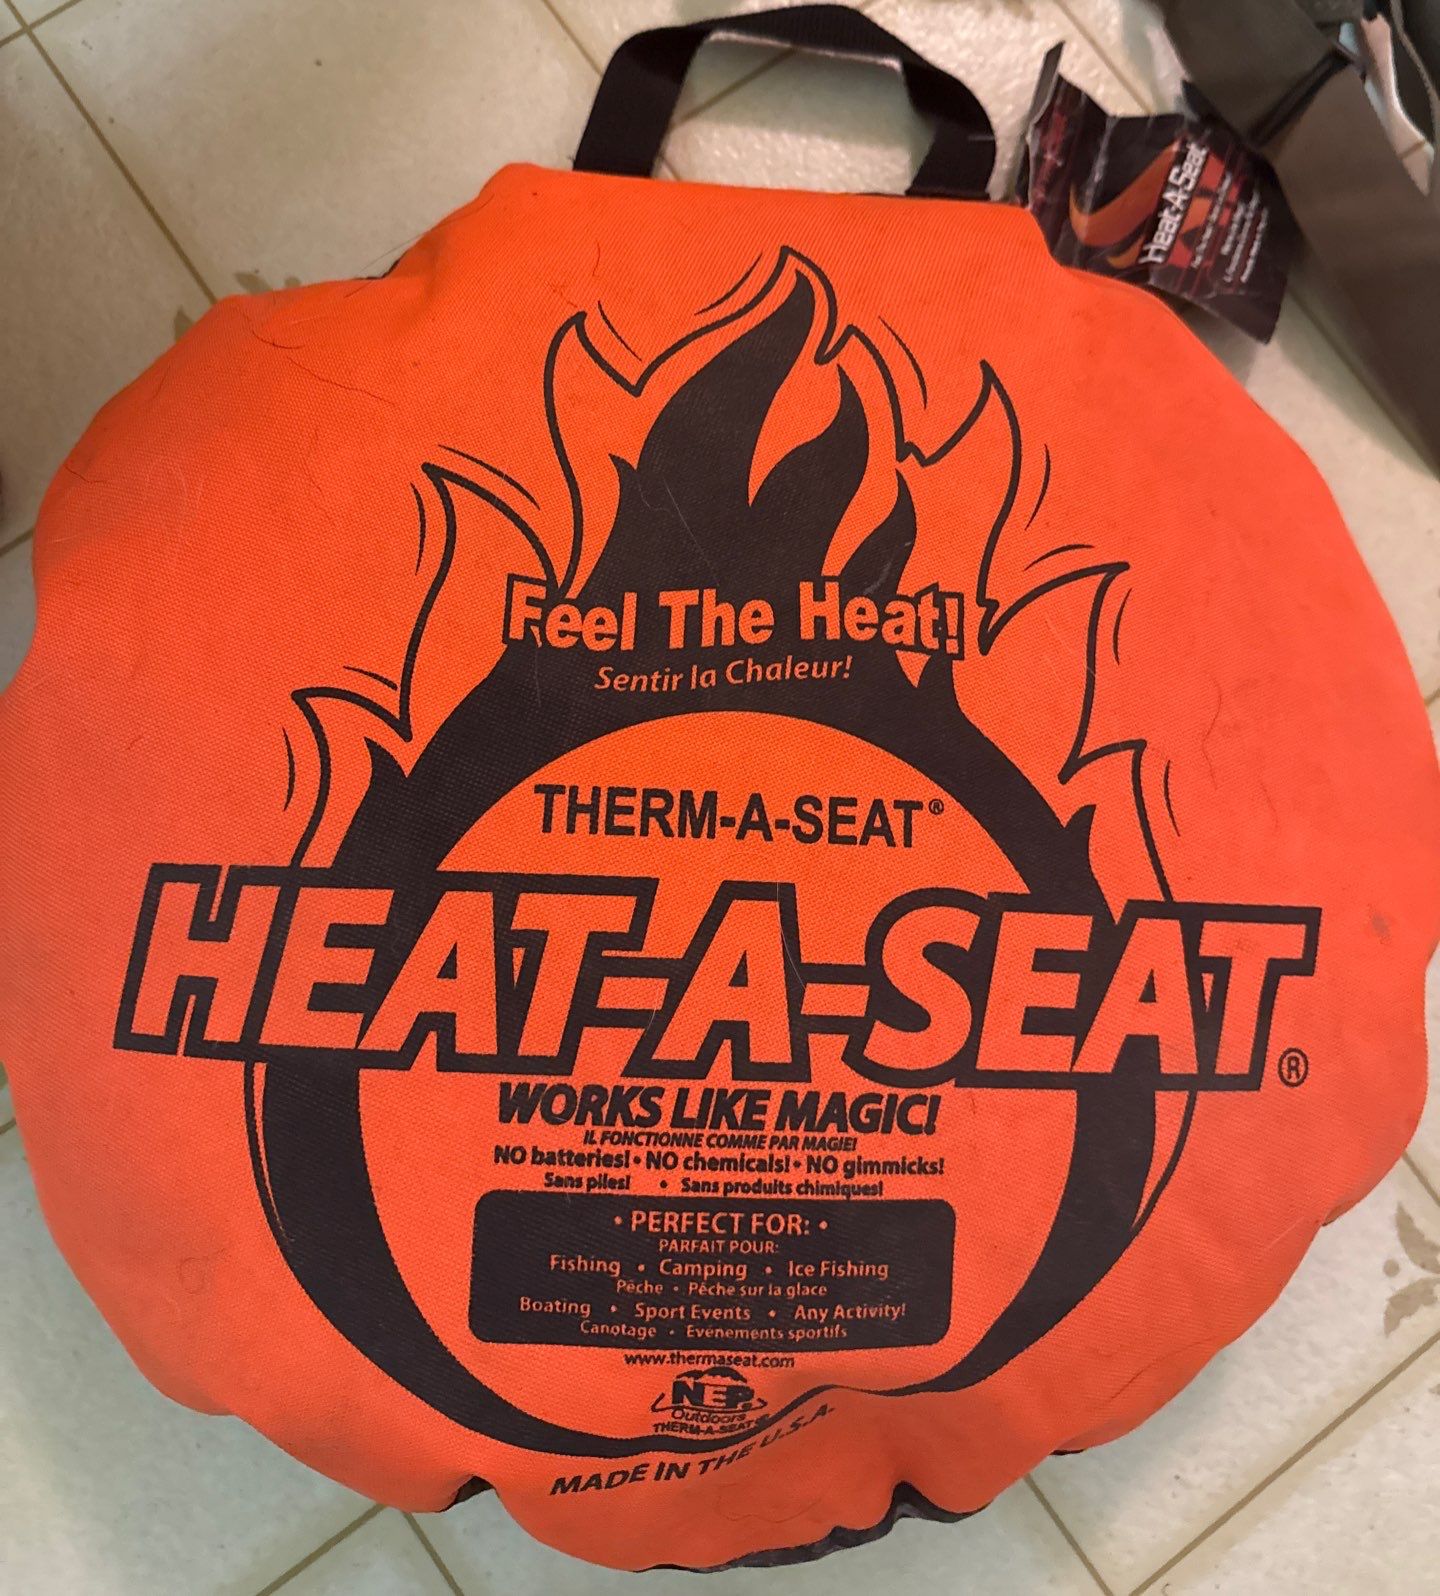 Heat-A-Seat
Feel The Heat!
Sentir la Chaleur!
THERM-A-SEAT®
HEAT-A-SEAT®
WORKS LIKE MAGIC!
IL FONCTIONNE COMME PAR MAGIE!
NO batteries! • NO chemicals! • NO gimmicks!
Sans piles! • Sans produits chimiques!
• PERFECT FOR: •
PARFAIT POUR:
Fishing • Camping • Ice Fishing
Pêche • Pêche sur la glace
Boating • Sport Events • Any Activity!
Canotage • Evénements sportifs
www.thermaseat.com
NEP
Outdoors
THERM-A-SEAT®
MADE IN THE U.S.A.